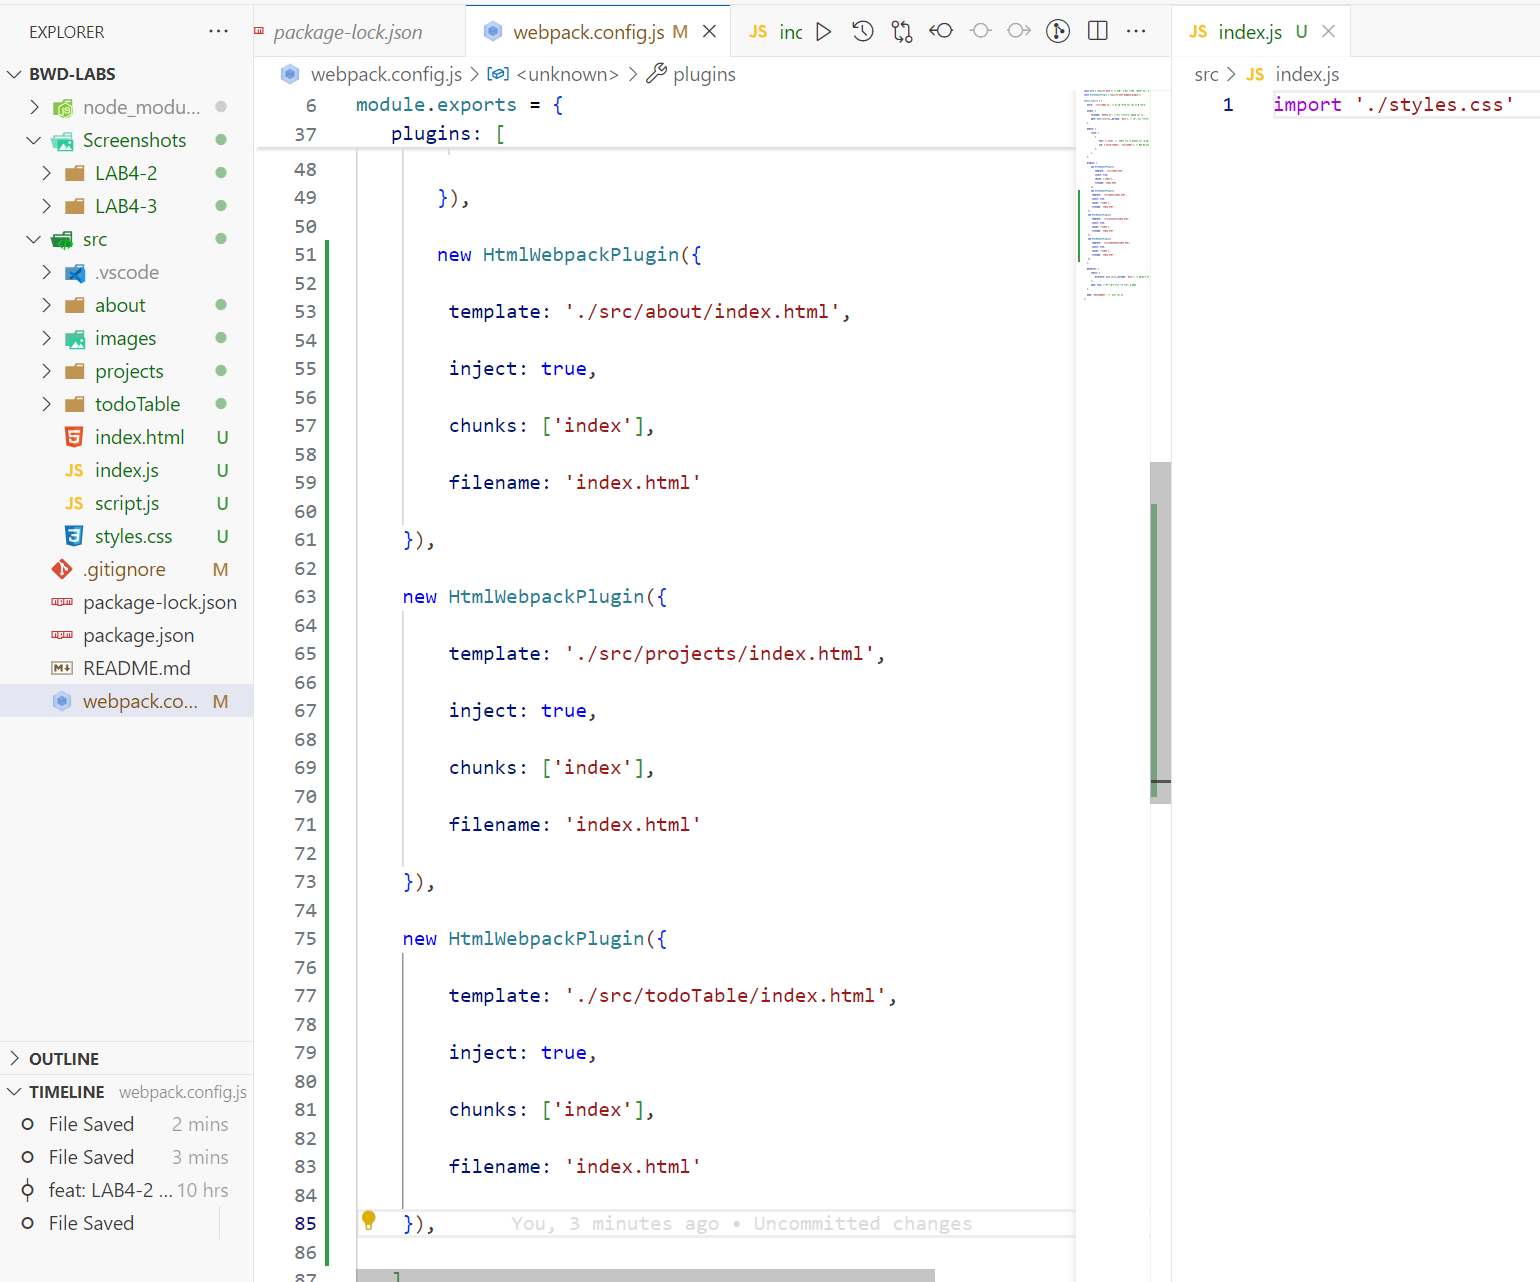 EXPLORER
BWD-LABS
node_modu...
Screenshots
LAB4-2
LAB4-3
src
.vscode
about
images
projects
todoTable
index.html U
JS index.js U
JS script.js U
styles.css U
.gitignore M
package-lock.json
package.json
README.md
webpack.co... M
OUTLINE
TIMELINE webpack.config.js
File Saved 2 mins
File Saved 3 mins
feat: LAB4-2 ... 10 hrs
File Saved
package-lock.json
webpack.config.js M
JS inc
webpack.config.js > <unknown> > plugins
6 module.exports = {
37 plugins: [
48
49 }),
50
51 new HtmlWebpackPlugin({
52
53 template: './src/about/index.html',
54
55 inject: true,
56
57 chunks: ['index'],
58
59 filename: 'index.html'
60
61 }),
62
63 new HtmlWebpackPlugin({
64
65 template: './src/projects/index.html',
66
67 inject: true,
68
69 chunks: ['index'],
70
71 filename: 'index.html'
72
73 }),
74
75 new HtmlWebpackPlugin({
76
77 template: './src/todoTable/index.html',
78
79 inject: true,
80
81 chunks: ['index'],
82
83 filename: 'index.html'
84
85 }), You, 3 minutes ago • Uncommitted changes
86
87 ]
JS index.js U
src > JS index.js
1 import './styles.css'